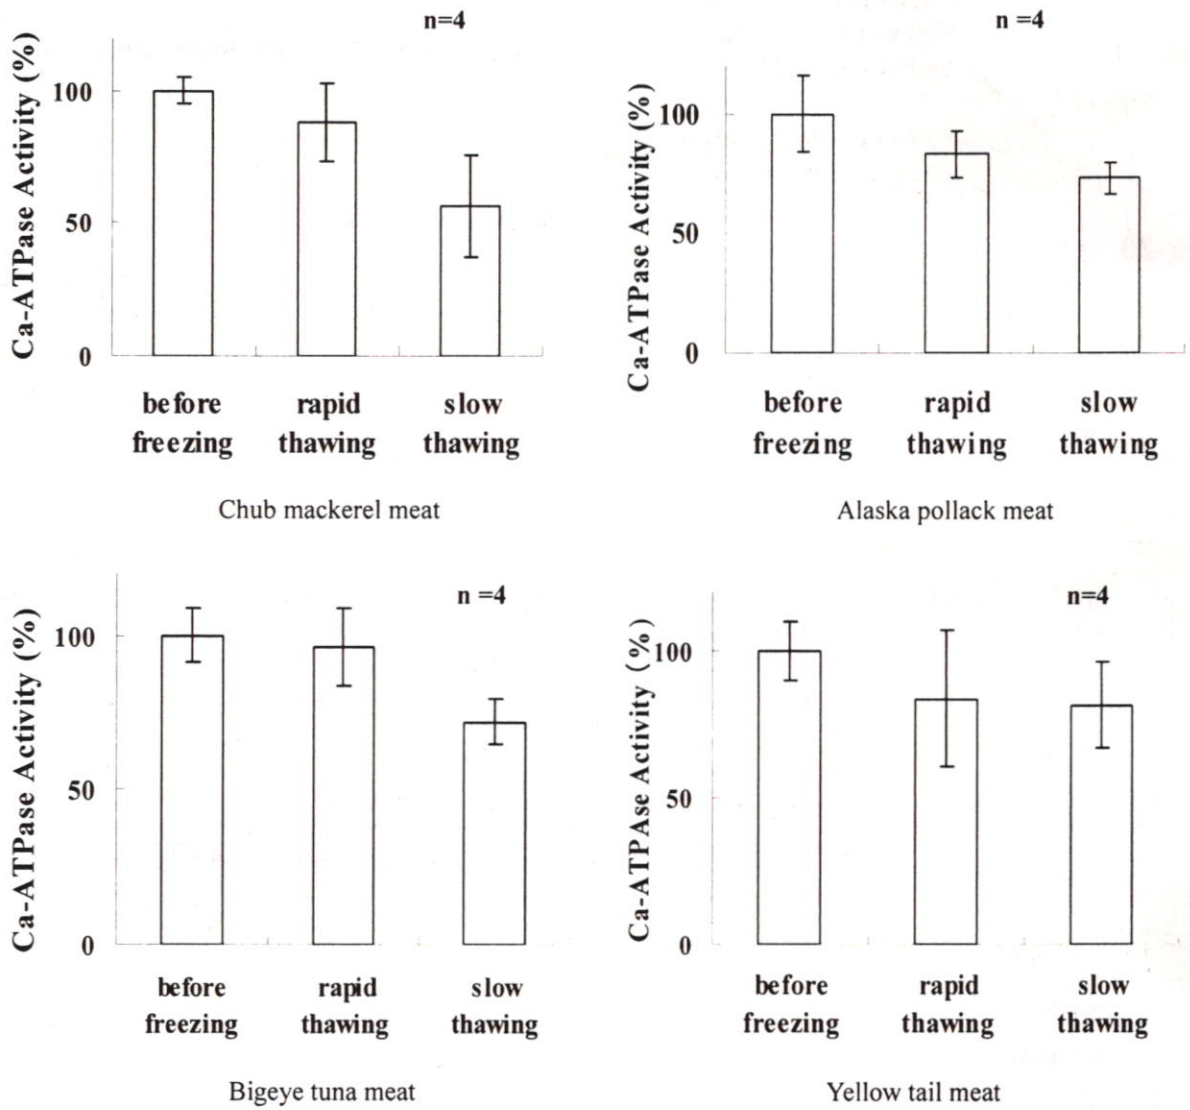 n=4
Ca-ATPase Activity (%)
100
50
0
before
freezing
rapid
thawing
slow
thawing
Chub mackerel meat
n =4
Ca-ATPase Activity (%)
100
50
0
before
freezing
rapid
thawing
slow
thawing
Alaska pollack meat
n =4
Ca-ATPase Activity (%)
100
50
0
before
freezing
rapid
thawing
slow
thawing
Bigeye tuna meat
n=4
Ca-ATPAse Activity (%)
100
50
0
before
freezing
rapid
thawing
slow
thawing
Yellow tail meat